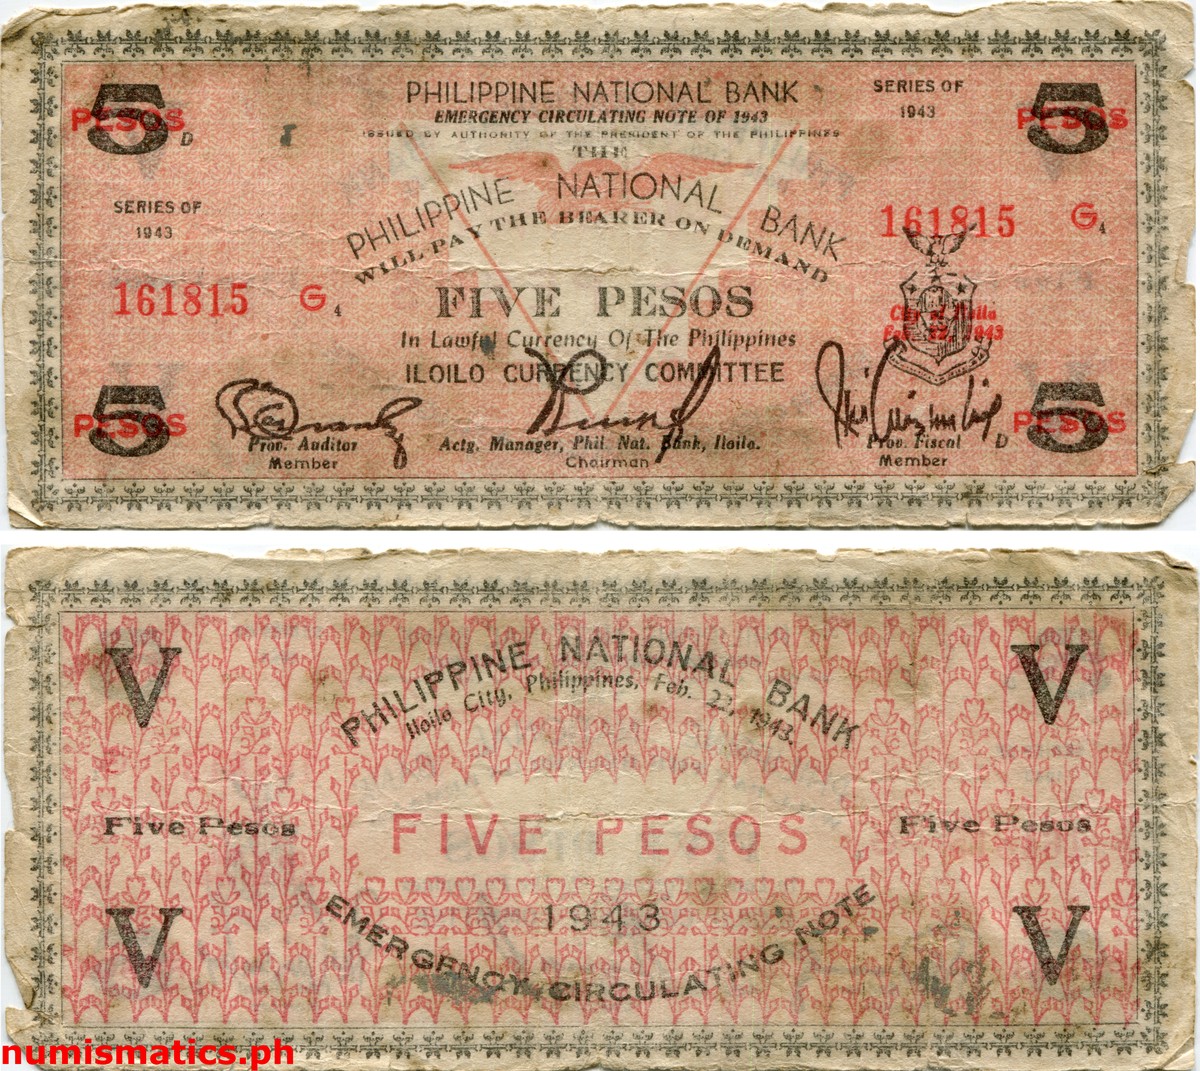 PHILIPPINE NATIONAL BANK
EMERGENCY CIRCULATING NOTE OF 1943
ISSUED BY AUTHORITY OF THE PRESIDENT OF THE PHILIPPINES
SERIES OF
1943
5
PESOS
D
5
PESOS
THE
PHILIPPINE NATIONAL BANK
WILL PAY THE BEARER ON DEMAND
SERIES OF
1943
161815 G4
161815 G4
FIVE PESOS
City of Iloilo
Feb. 22, 1943
In Lawful Currency Of The Philippines
ILOILO CURRENCY COMMITTEE
5
PESOS
5
PESOS
Prov. Auditor
Member
Actg. Manager, Phil. Nat. Bank, Iloilo.
Chairman
Prov. Fiscal
Member
D
V
V
PHILIPPINE NATIONAL BANK
Iloilo City, Philippines, Feb. 22, 1943.
Five Pesos
FIVE PESOS
Five Pesos
1943
V
V
EMERGENCY CIRCULATING NOTE
numismatics.ph